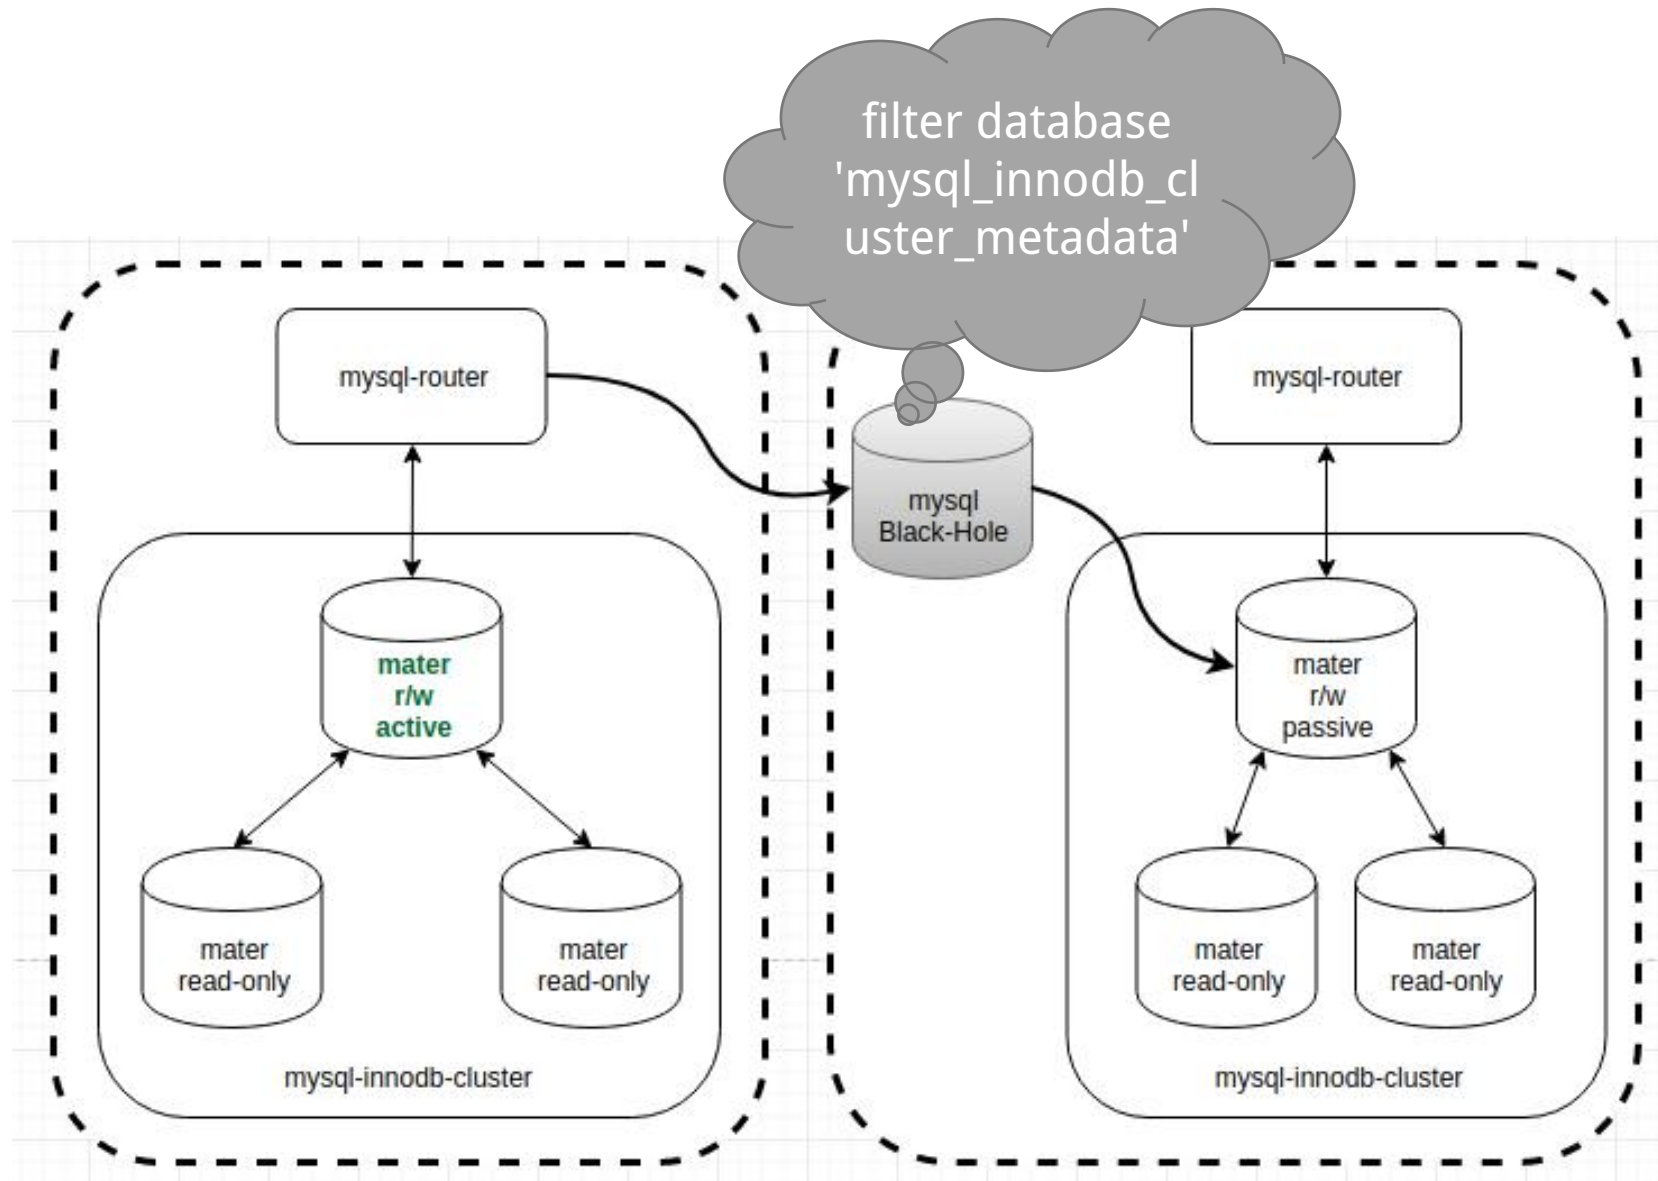 filter database
'mysql_innodb_cl
uster_metadata'
mysql-router
mysql-router
mysql
Black-Hole
mater
r/w
active
mater
r/w
passive
mater
read-only
mater
read-only
mater
read-only
mater
read-only
mysql-innodb-cluster
mysql-innodb-cluster